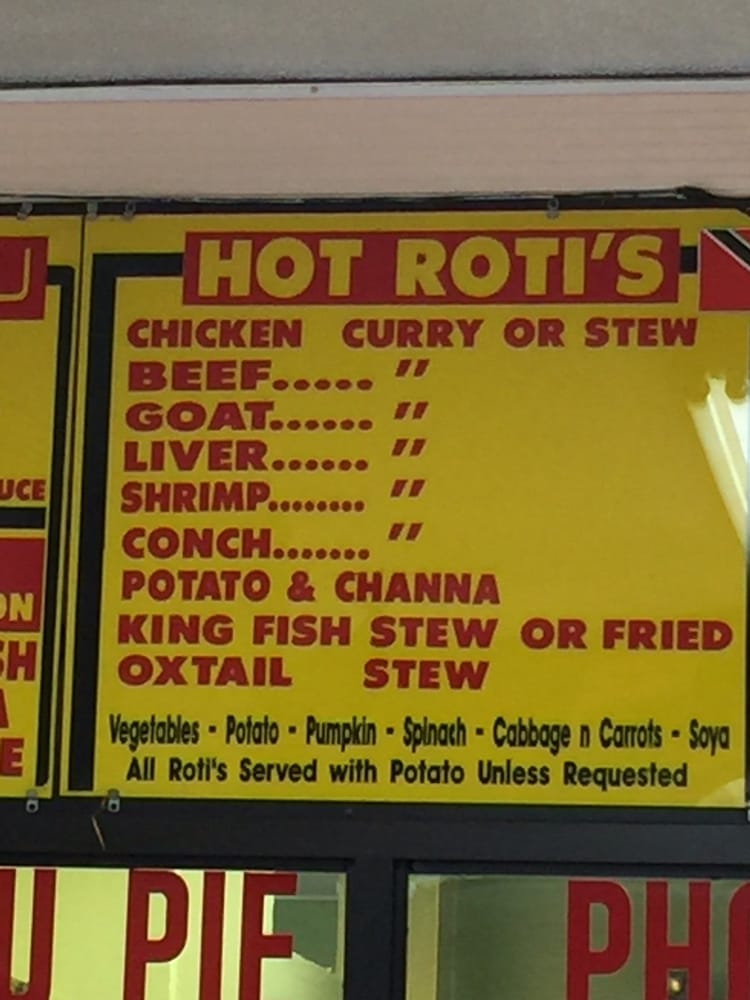 HOT ROTI'S
CHICKEN CURRY OR STEW
BEEF..... "
GOAT...... "
LIVER...... "
SHRIMP........ "
CONCH....... "
POTATO & CHANNA
KING FISH STEW OR FRIED
OXTAIL STEW
Vegetables - Potato - Pumpkin - Spinach - Cabbage n Carrots - Soya
All Roti's Served with Potato Unless Requested
UCE
ON
SH
A
E
U PIE
PHO